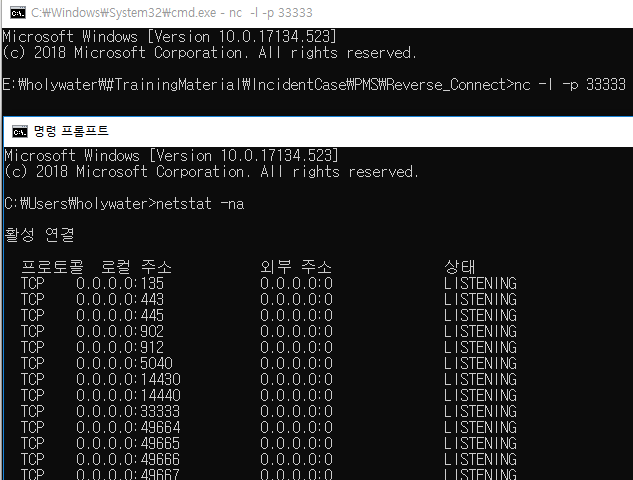 C:₩Windows₩System32₩cmd.exe - nc -l -p 33333
Microsoft Windows [Version 10.0.17134.523]
(c) 2018 Microsoft Corporation. All rights reserved.
E:₩holywater₩#TrainingMaterial₩IncidentCase₩PMS₩Reverse_Connect>nc -l -p 33333
명령 프롬프트
Microsoft Windows [Version 10.0.17134.523]
(c) 2018 Microsoft Corporation. All rights reserved.
C:₩Users₩holywater>netstat -na
활성 연결
프로토콜 로컬 주소 외부 주소 상태
TCP 0.0.0.0:135 0.0.0.0:0 LISTENING
TCP 0.0.0.0:443 0.0.0.0:0 LISTENING
TCP 0.0.0.0:445 0.0.0.0:0 LISTENING
TCP 0.0.0.0:902 0.0.0.0:0 LISTENING
TCP 0.0.0.0:912 0.0.0.0:0 LISTENING
TCP 0.0.0.0:5040 0.0.0.0:0 LISTENING
TCP 0.0.0.0:14430 0.0.0.0:0 LISTENING
TCP 0.0.0.0:14440 0.0.0.0:0 LISTENING
TCP 0.0.0.0:33333 0.0.0.0:0 LISTENING
TCP 0.0.0.0:49664 0.0.0.0:0 LISTENING
TCP 0.0.0.0:49665 0.0.0.0:0 LISTENING
TCP 0.0.0.0:49666 0.0.0.0:0 LISTENING
TCP 0.0.0.0:49667 0.0.0.0:0 LISTENING